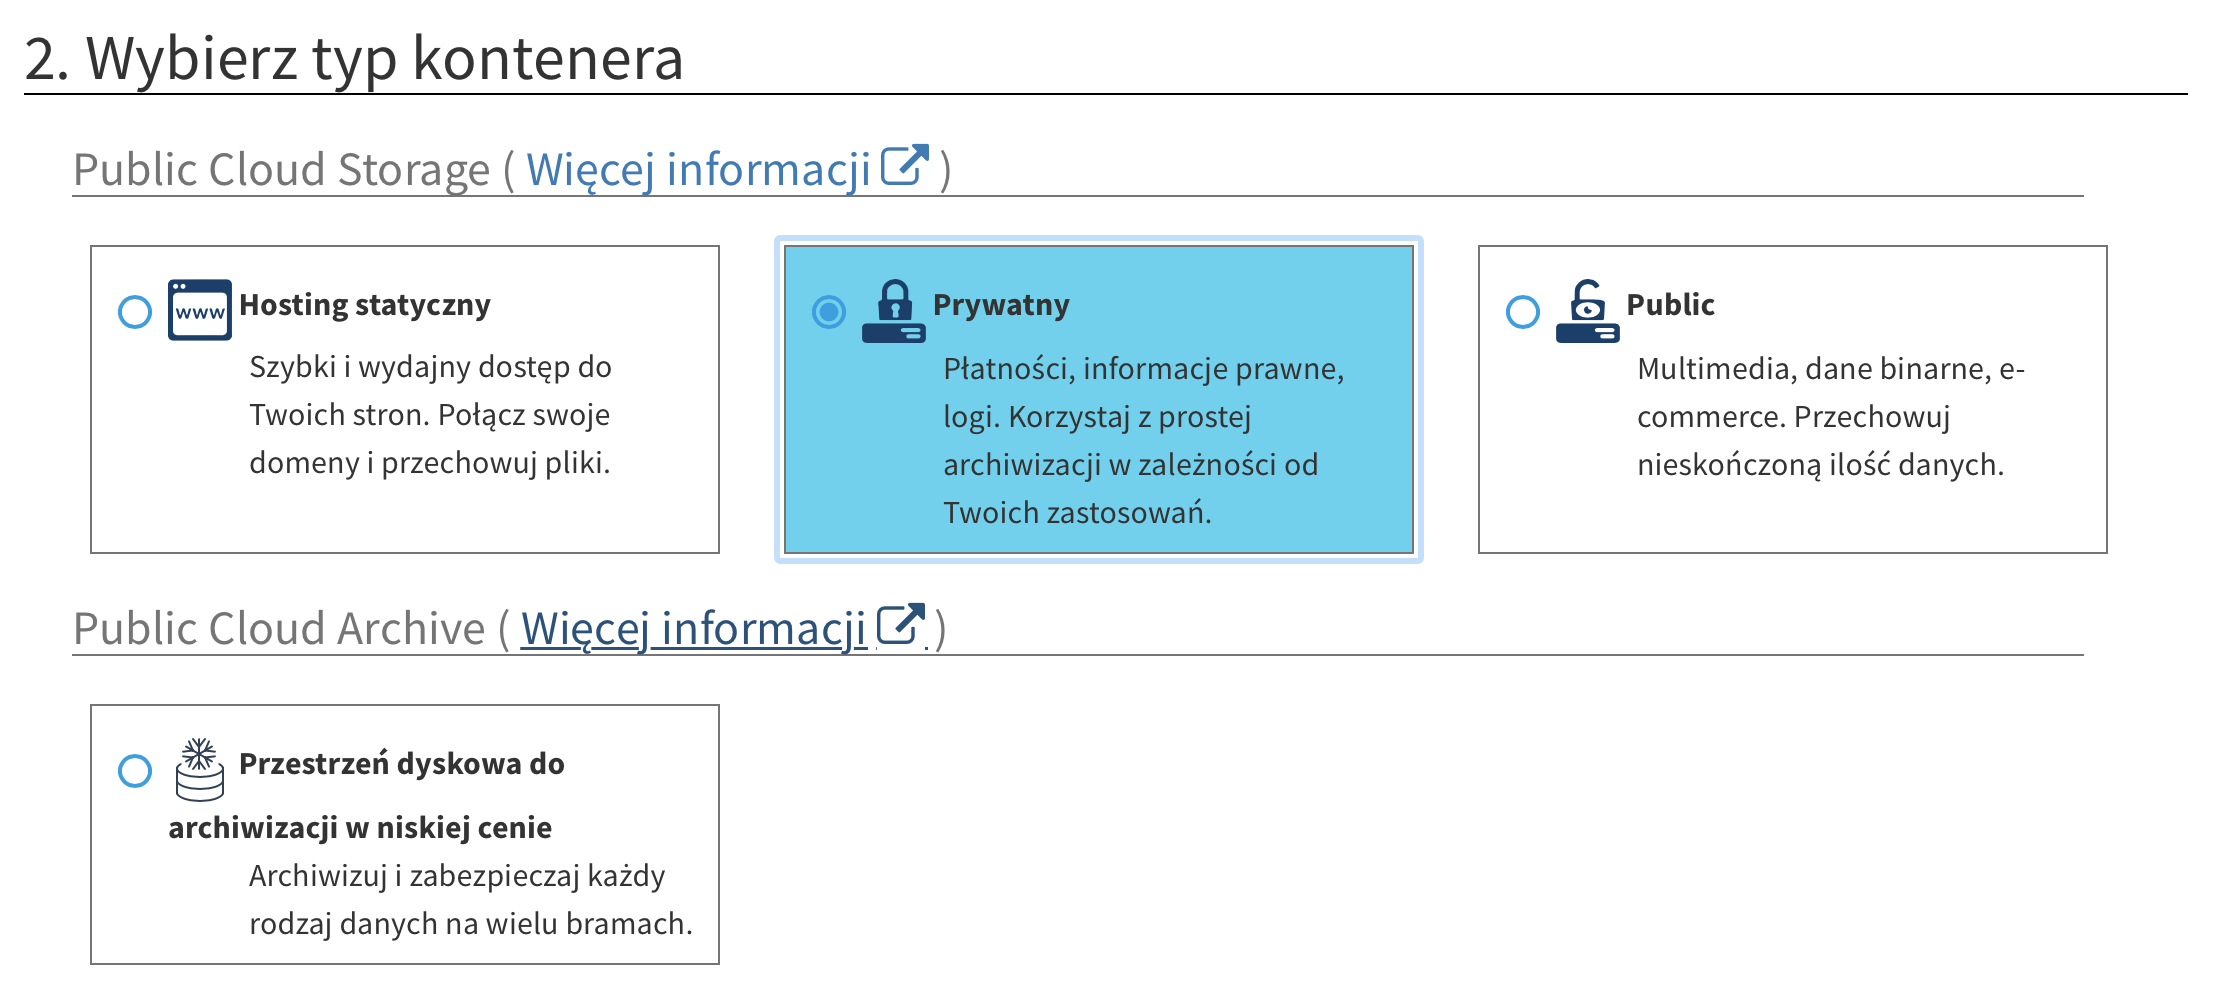 2. Wybierz typ kontenera
Public Cloud Storage ( Więcej informacji )
www
Hosting statyczny
Szybki i wydajny dostęp do
Twoich stron. Połącz swoje
domeny i przechowuj pliki.
Prywatny
Płatności, informacje prawne,
logi. Korzystaj z prostej
archiwizacji w zależności od
Twoich zastosowań.
Public
Multimedia, dane binarne, e-
commerce. Przechowuj
nieskończoną ilość danych.
Public Cloud Archive ( Więcej informacji )
Przestrzeń dyskowa do
archiwizacji w niskiej cenie
Archiwizuj i zabezpieczaj każdy
rodzaj danych na wielu bramach.